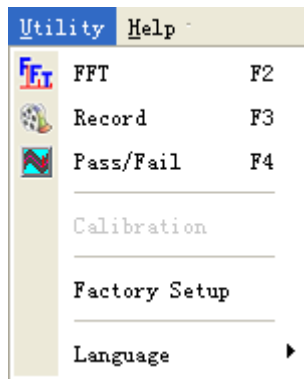 Utility Help
FFT F2
Record F3
Pass/Fail F4
Calibration
Factory Setup
Language